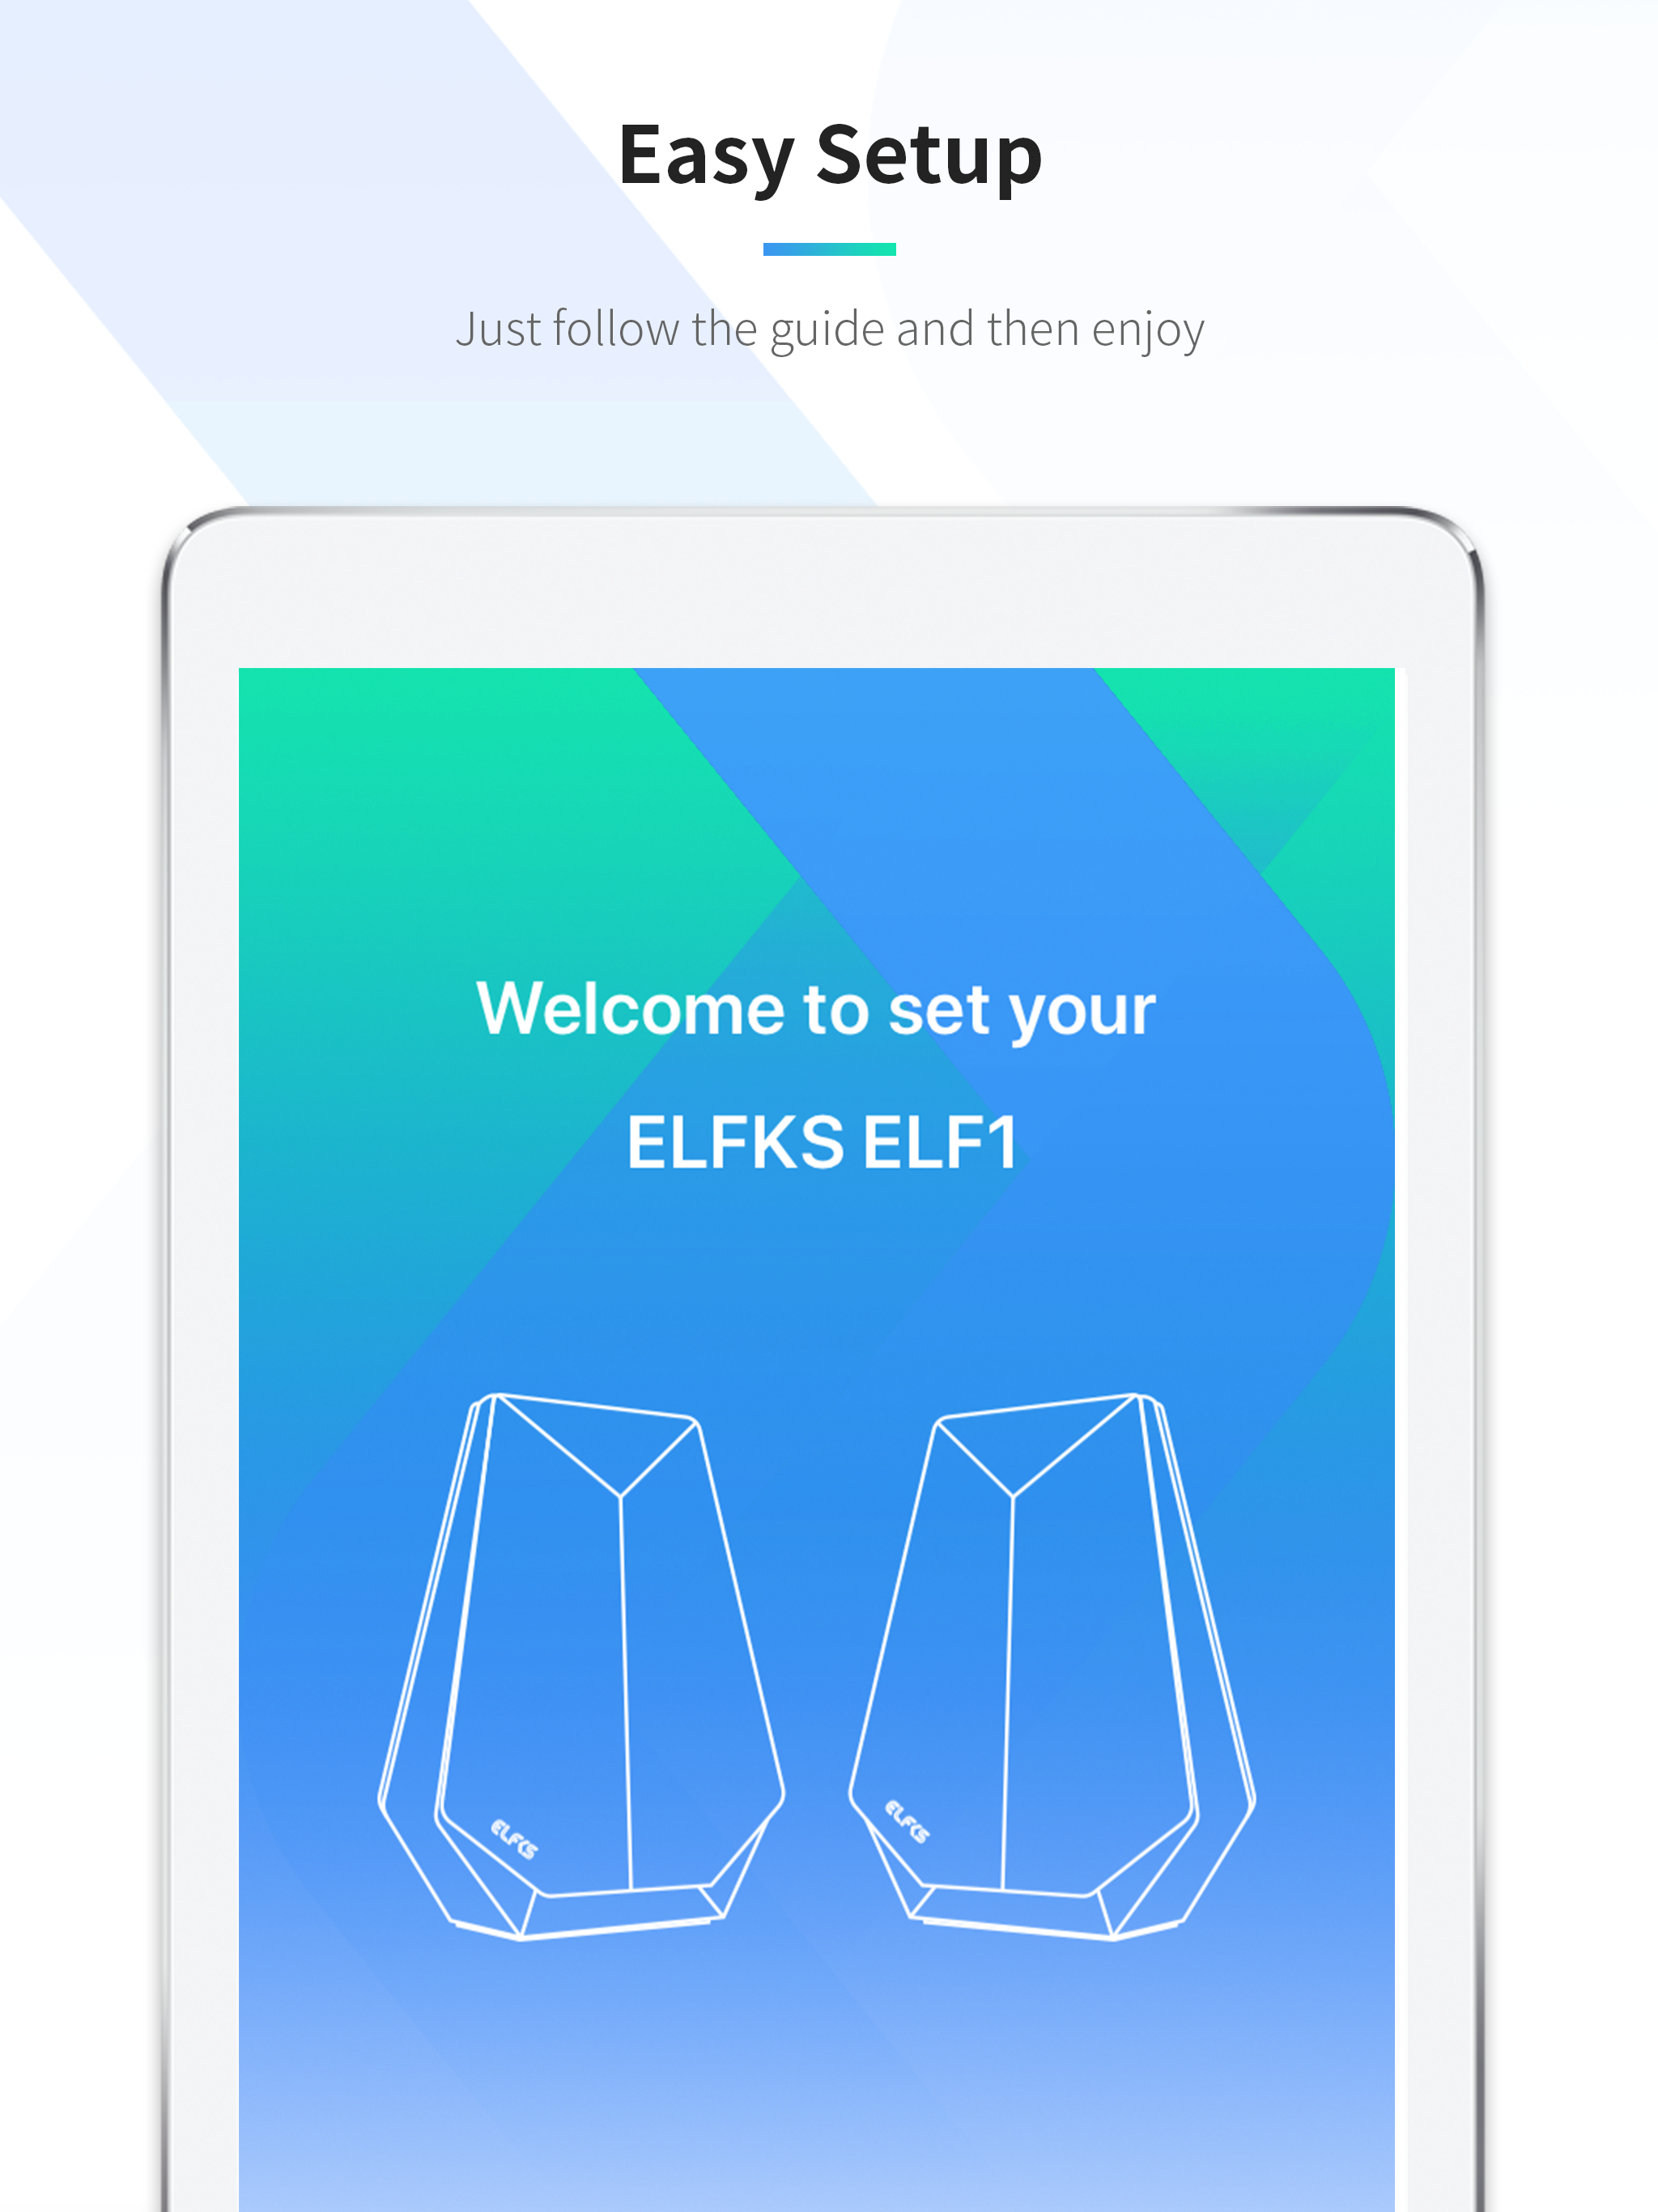 Easy Setup
Just follow the guide and then enjoy
Welcome to set your
ELFKS ELF1
ELFKS
ELFKS